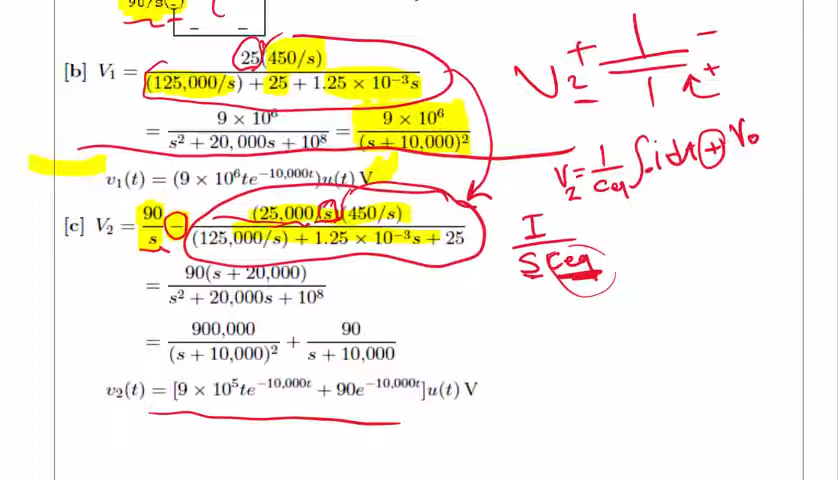 90/s(
[b] V₁ = 25(450/s) / ((125,000/s) + 25 + 1.25 × 10⁻³s)
= 9 × 10⁶ / (s² + 20,000s + 10⁸) = 9 × 10⁶ / (s + 10,000)²
v₁(t) = (9 × 10⁶te^(−10,000t))u(t) V
[c] V₂ = 90/s − (25,000/s)(450/s) / ((125,000/s) + 1.25 × 10⁻³s + 25)
= 90(s + 20,000) / (s² + 20,000s + 10⁸)
= 900,000 / (s + 10,000)² + 90 / (s + 10,000)
v₂(t) = [9 × 10⁵te^(−10,000t) + 90e^(−10,000t)]u(t) V
V₂ + − +
V₂ = 1/Ceq ∫ i dt + V₀
I / sCeq